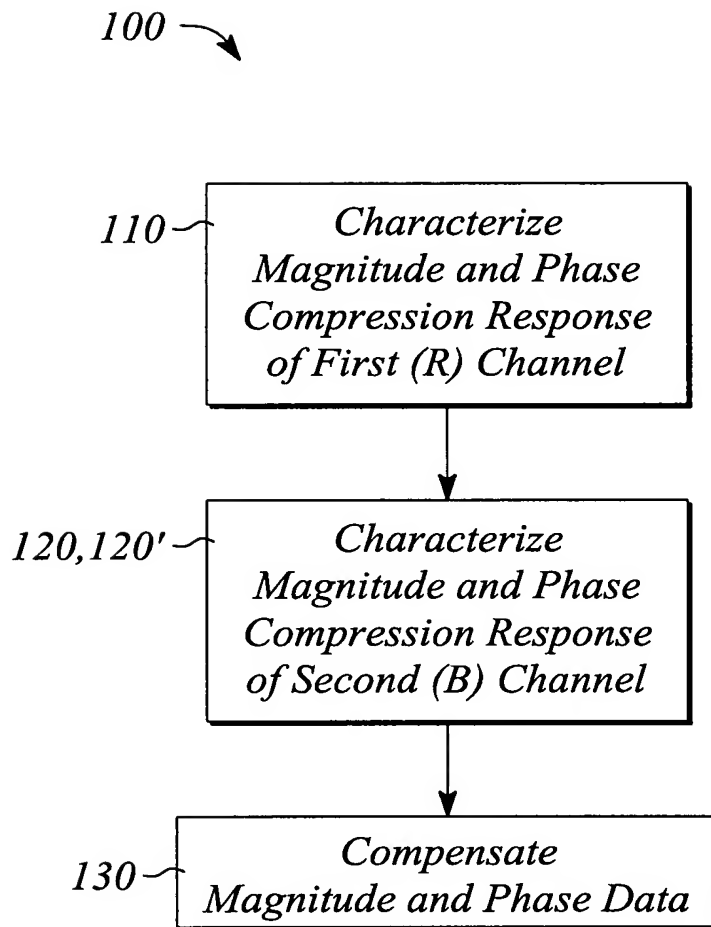 100
110
Characterize
Magnitude and Phase
Compression Response
of First (R) Channel
120,120'
Characterize
Magnitude and Phase
Compression Response
of Second (B) Channel
130
Compensate
Magnitude and Phase Data